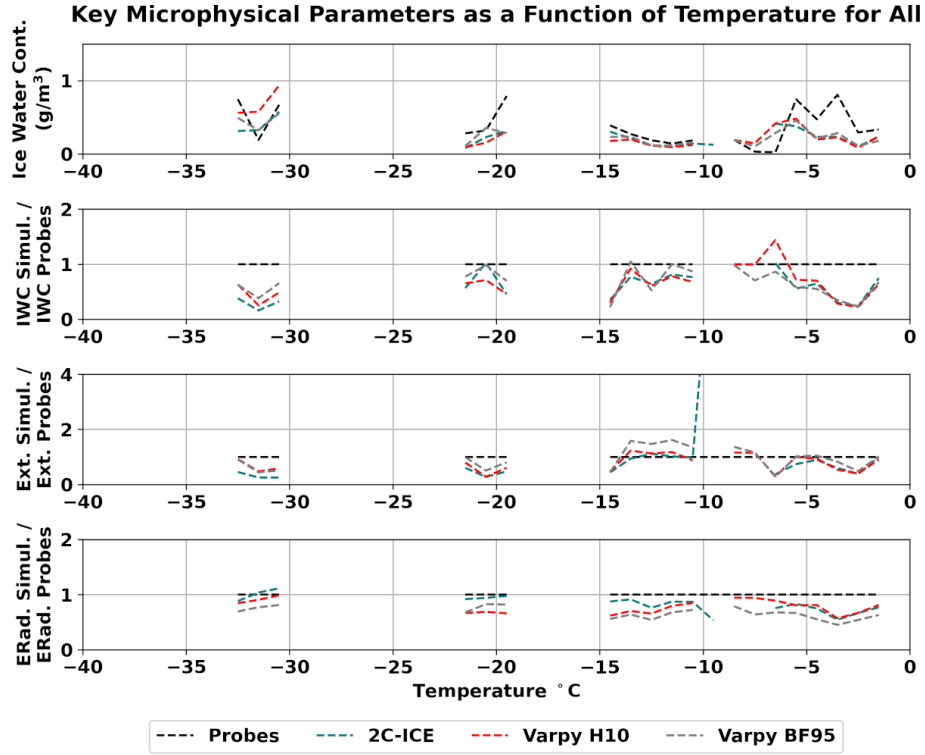 Key Microphysical Parameters as a Function of Temperature for All
Ice Water Cont.
(g/m³)
1
0
−40 −35 −30 −25 −20 −15 −10 −5 0
IWC Simul. /
IWC Probes
2
1
0
−40 −35 −30 −25 −20 −15 −10 −5 0
Ext. Simul. /
Ext. Probes
4
2
0
−40 −35 −30 −25 −20 −15 −10 −5 0
ERad. Simul. /
ERad. Probes
2
1
0
−40 −35 −30 −25 −20 −15 −10 −5 0
Temperature °C
Probes 2C-ICE Varpy H10 Varpy BF95